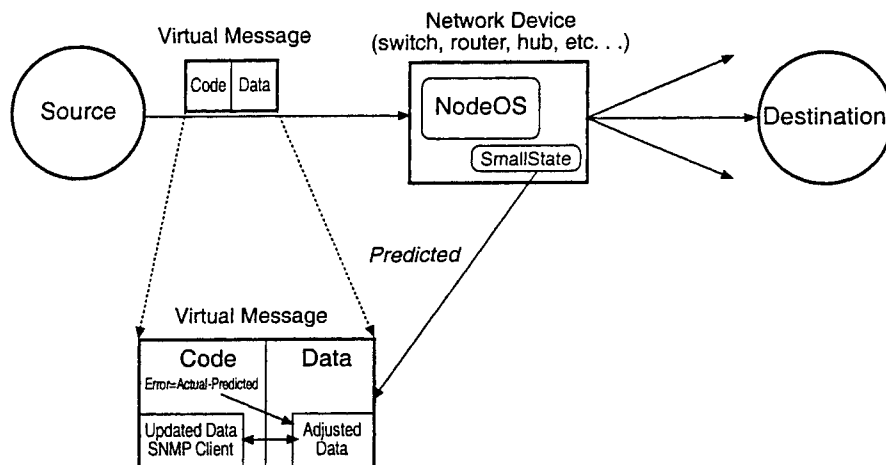 Network Device
(switch, router, hub, etc. . .)
Virtual Message
Code Data
Source
NodeOS
SmallState
Destination
Predicted
Virtual Message
Code Data
Error=Actual-Predicted
Updated Data
SNMP Client
Adjusted
Data